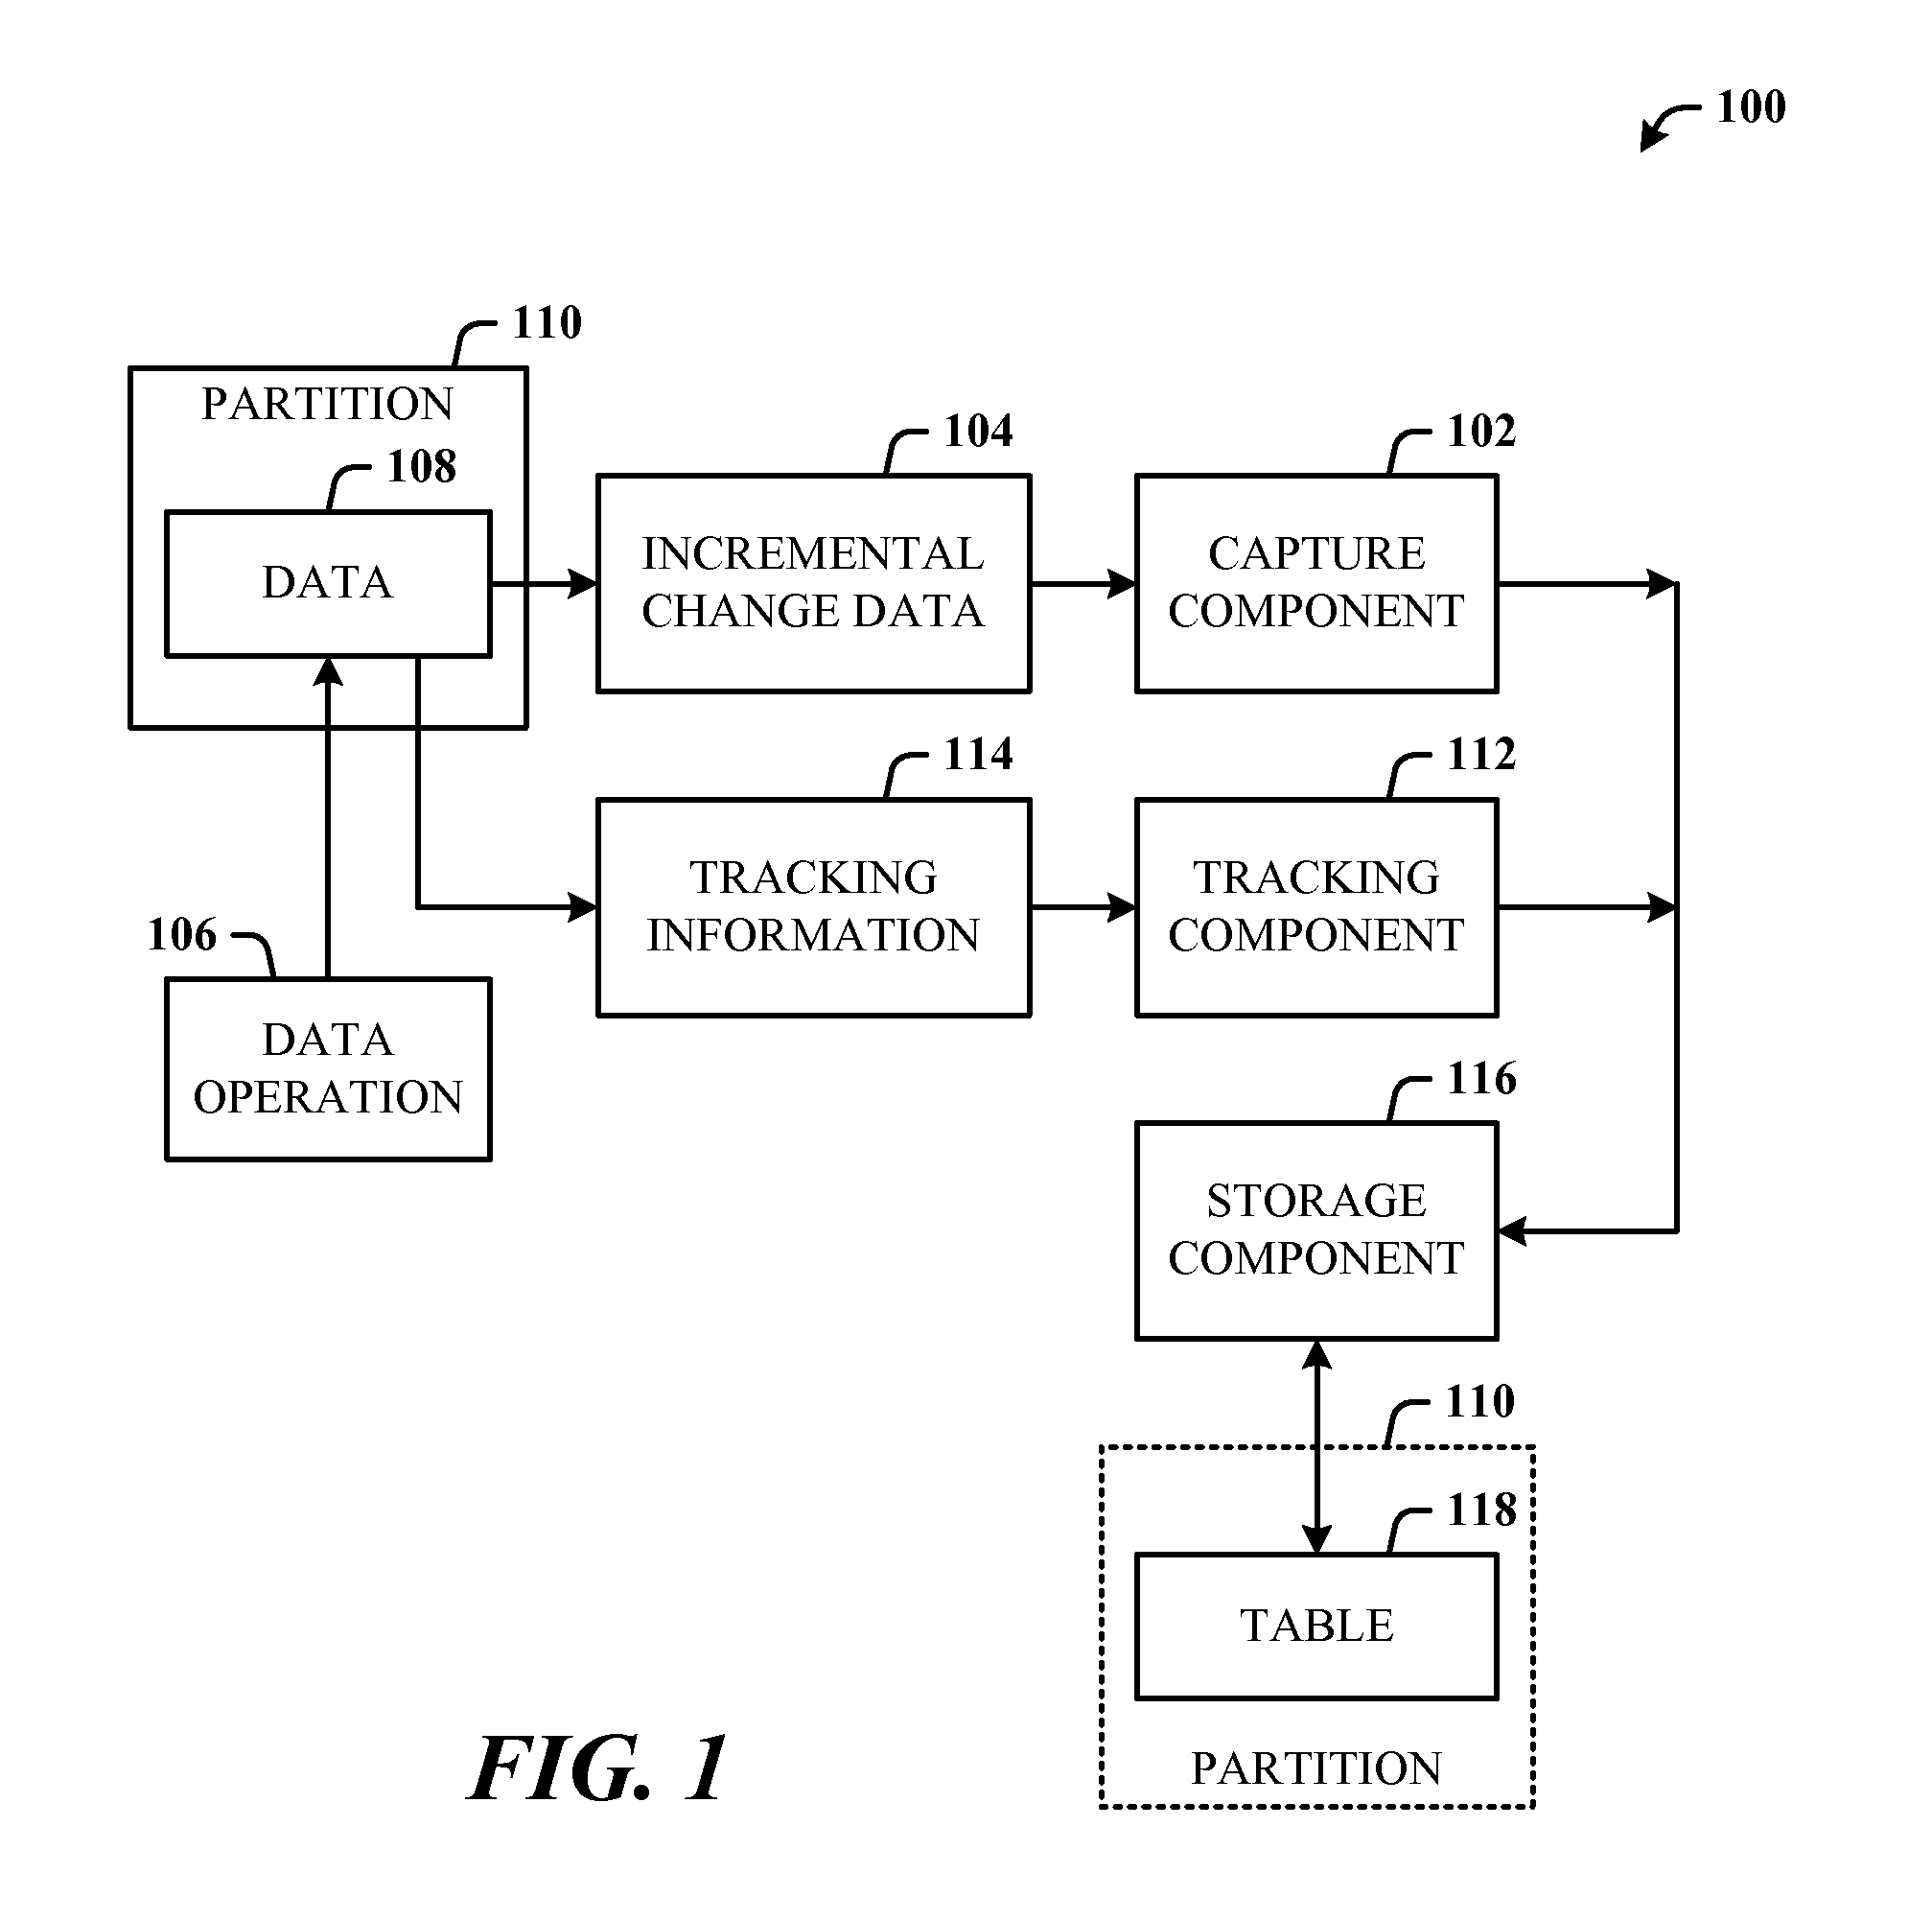 100
110
PARTITION
108
DATA
104
INCREMENTAL
CHANGE DATA
102
CAPTURE
COMPONENT
114
TRACKING
INFORMATION
112
TRACKING
COMPONENT
106
DATA
OPERATION
116
STORAGE
COMPONENT
110
118
TABLE
PARTITION
FIG. 1